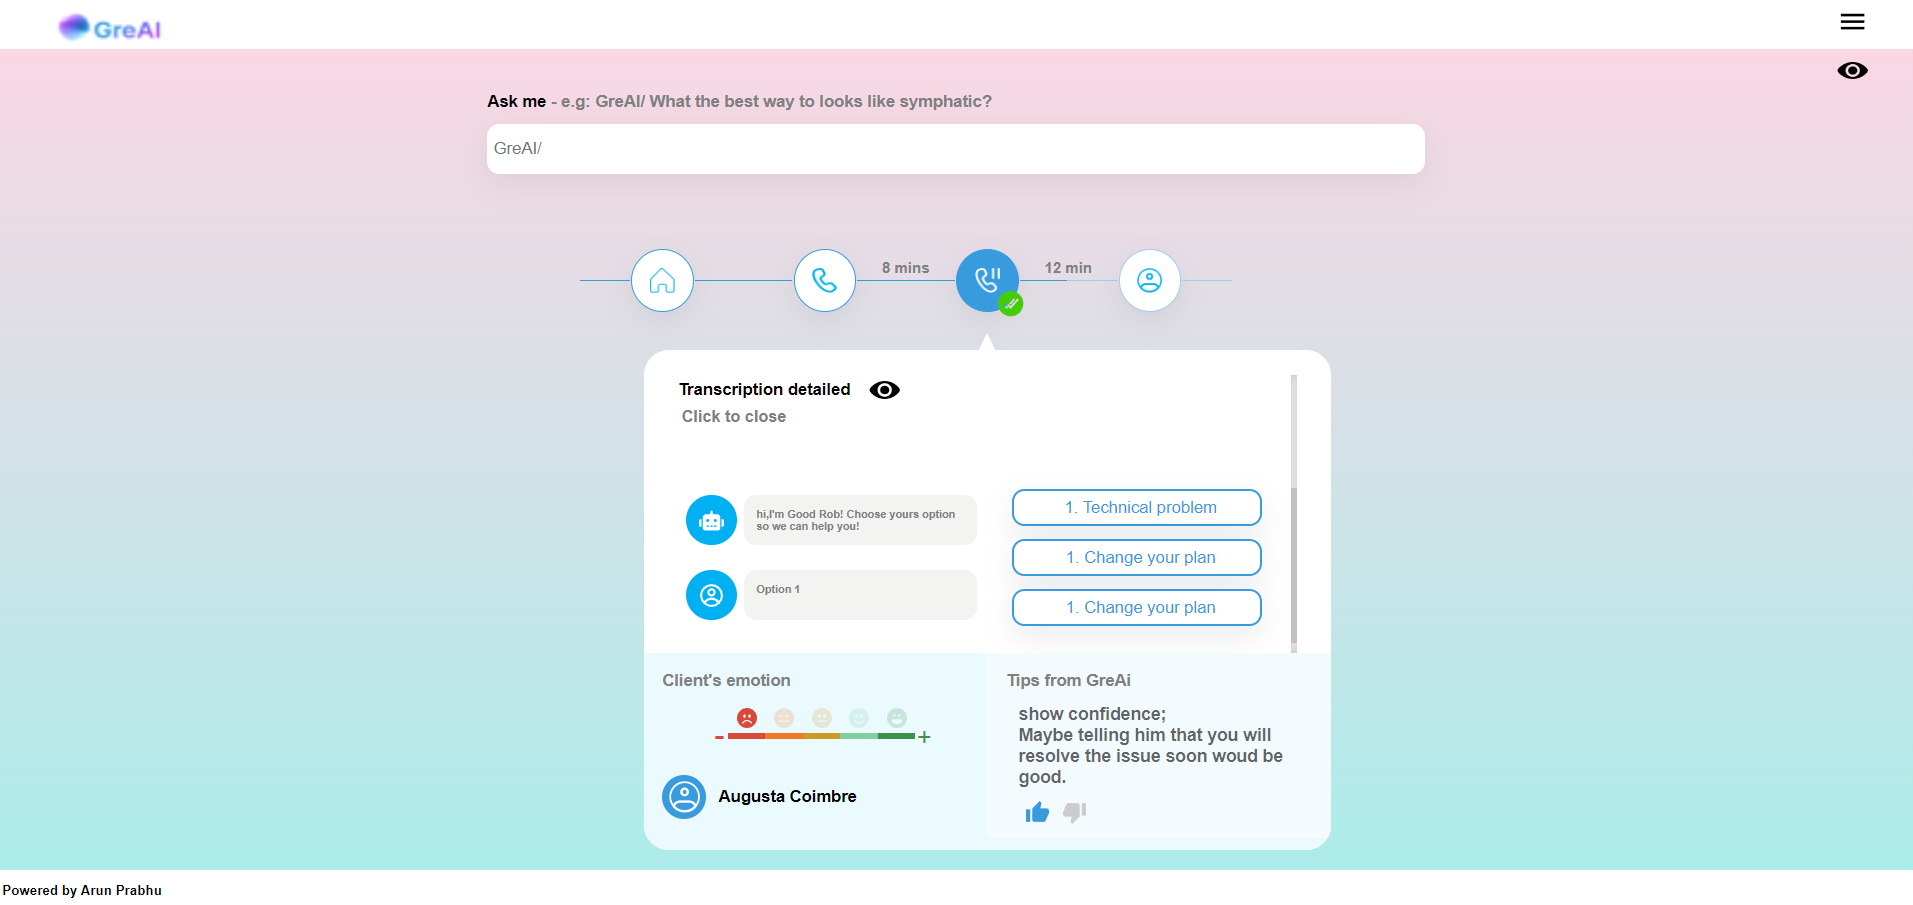 GreAI
Ask me - e.g: GreAI/ What the best way to looks like symphatic?
GreAI/
8 mins
12 min
Transcription detailed
Click to close
hi,I'm Good Rob! Choose yours option
so we can help you!
Option 1
1. Technical problem
1. Change your plan
1. Change your plan
Client's emotion
- +
Augusta Coimbre
Tips from GreAi
show confidence;
Maybe telling him that you will
resolve the issue soon woud be
good.
Powered by Arun Prabhu